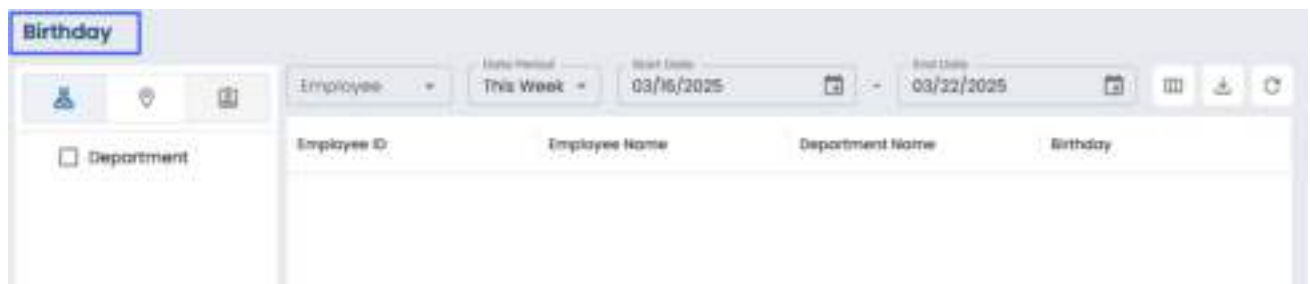 Birthday
Date Period
Start Date
End Date
Employee
This Week
03/16/2025
-
03/22/2025
Department
Employee ID
Employee Name
Department Name
Birthday